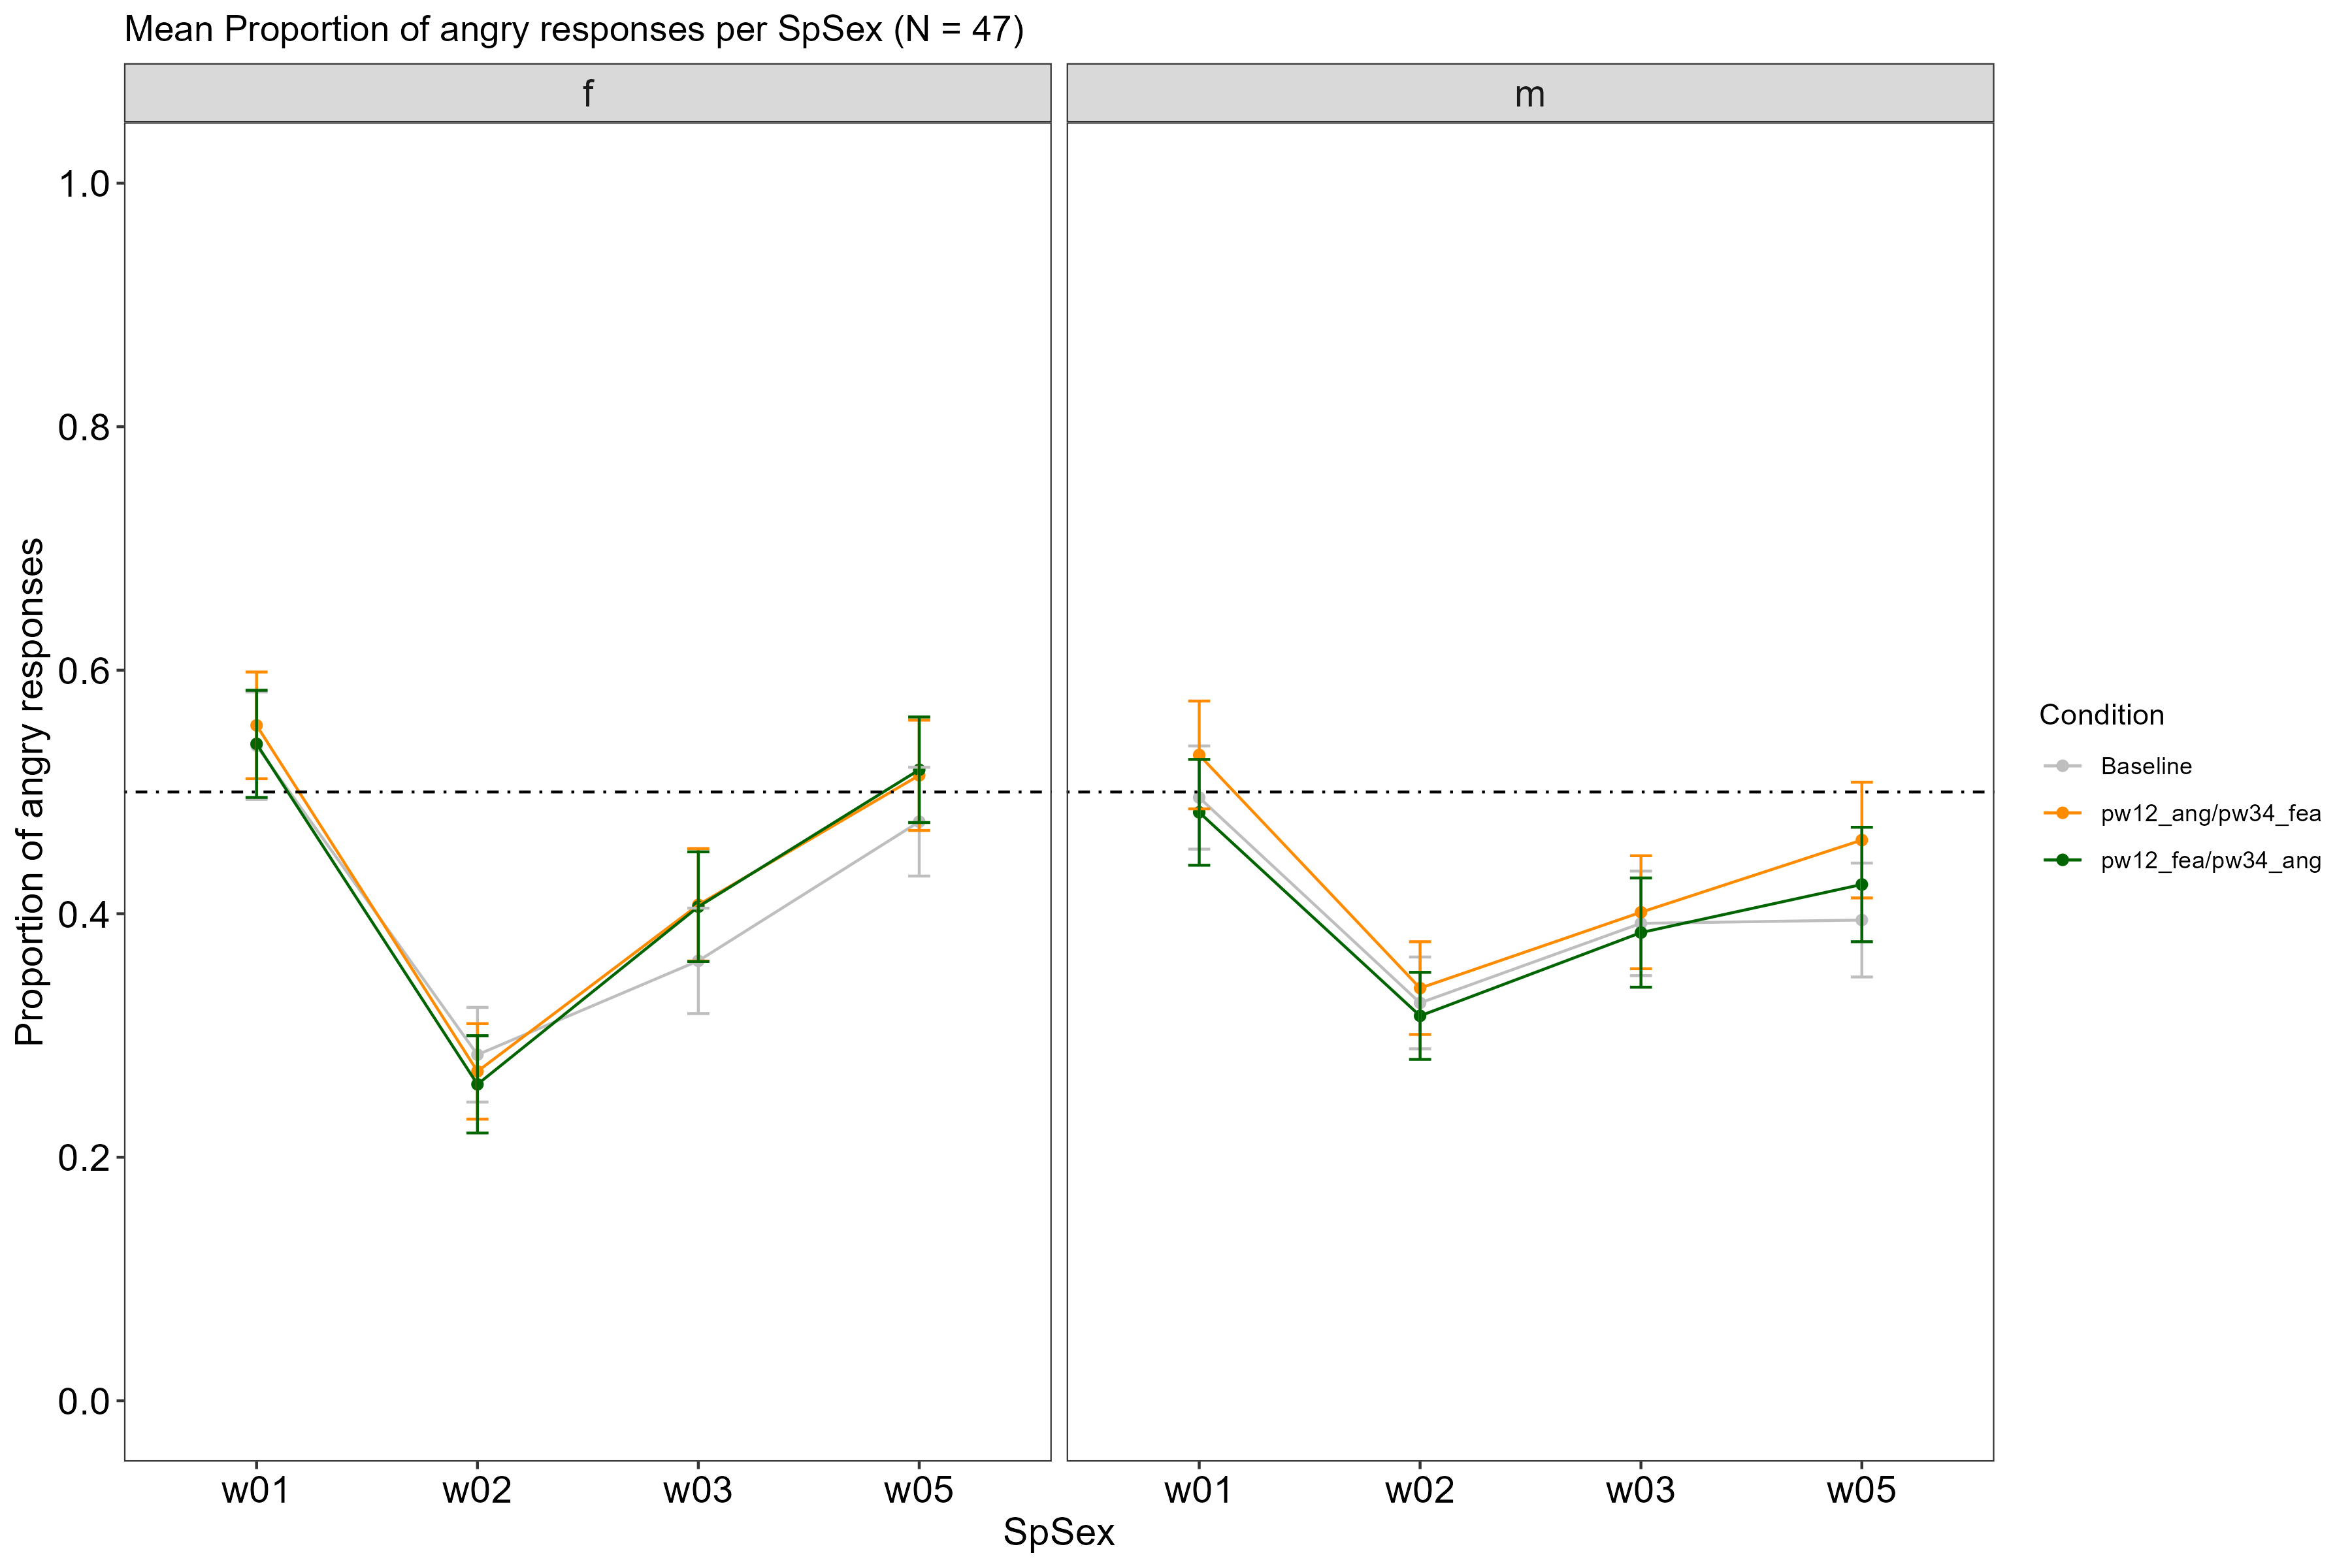 Mean Proportion of angry responses per SpSex (N = 47)
f
m
Proportion of angry responses
1.0
0.8
0.6
0.4
0.2
0.0
w01 w02 w03 w05
w01 w02 w03 w05
SpSex
Condition
Baseline
pw12_ang/pw34_fea
pw12_fea/pw34_ang